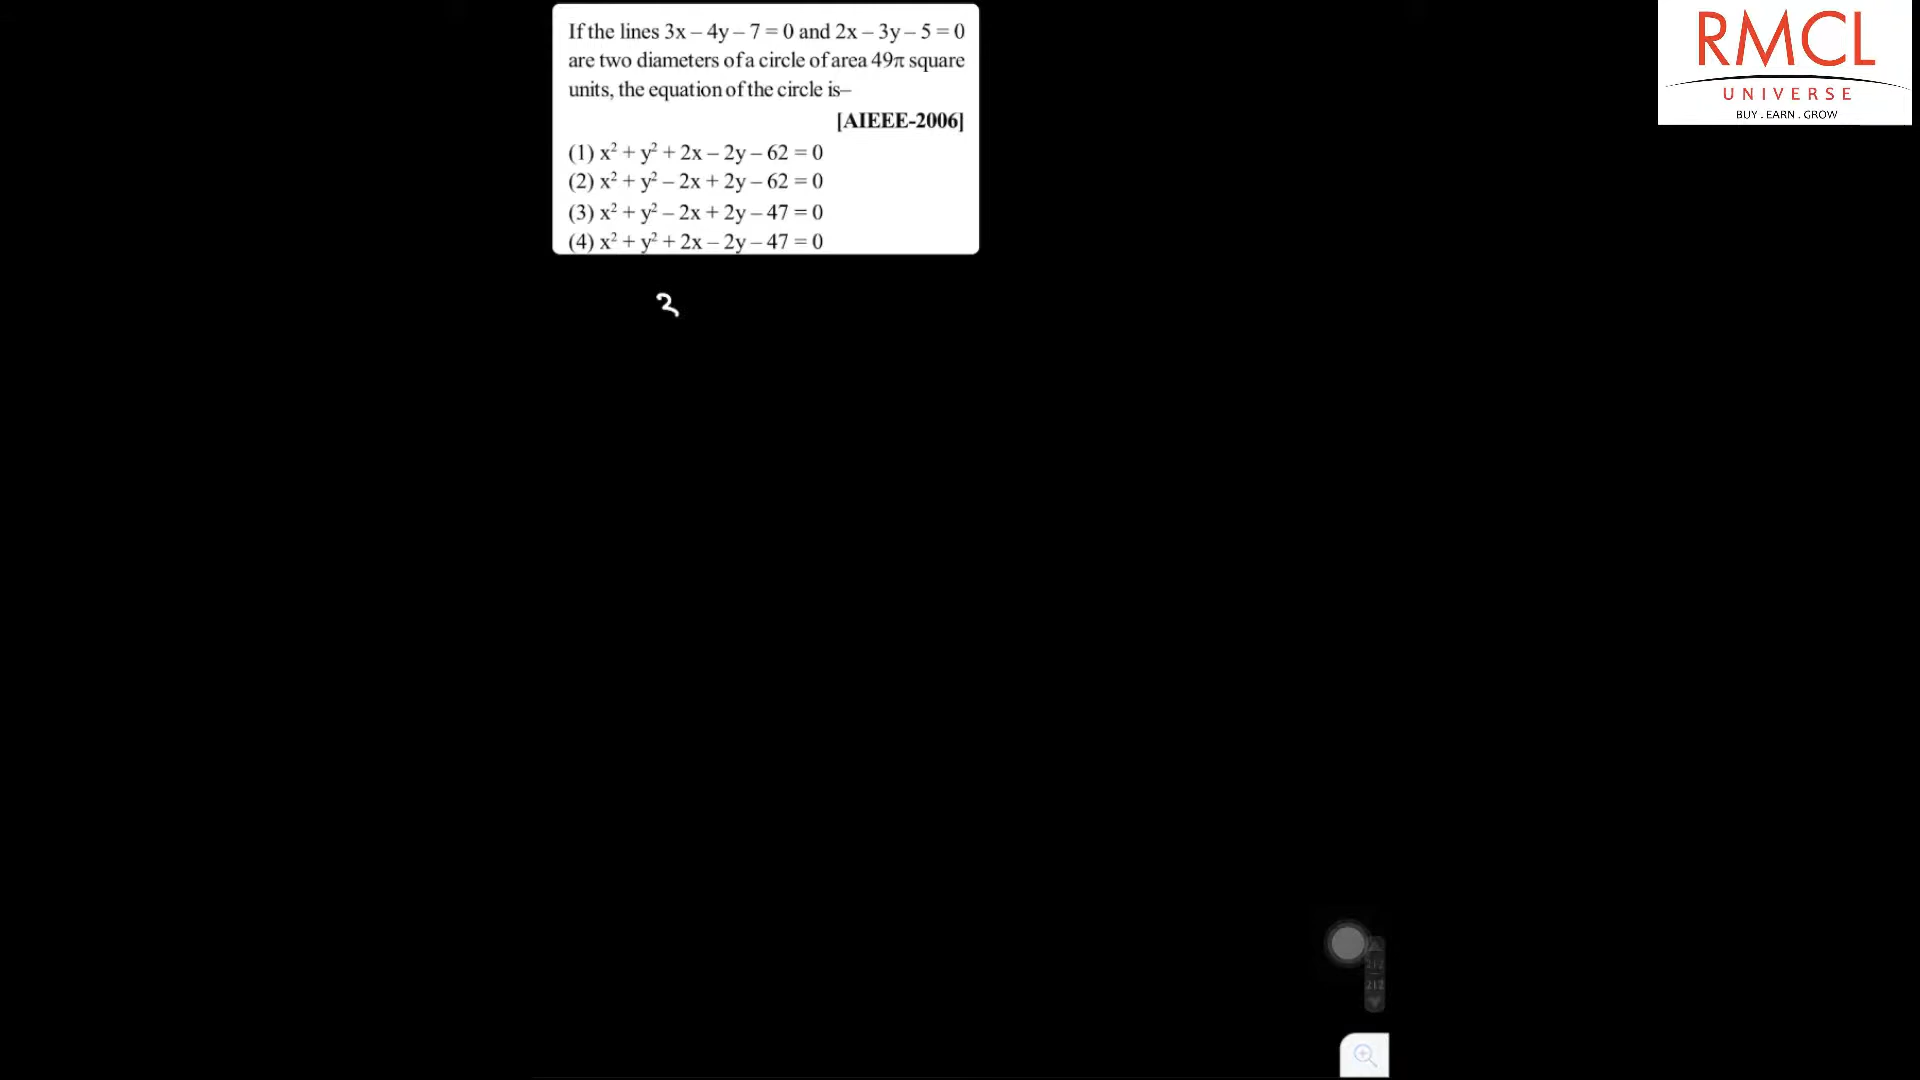 If the lines 3x – 4y – 7 = 0 and 2x – 3y – 5 = 0
are two diameters of a circle of area 49π square
units, the equation of the circle is–
[AIEEE-2006]
(1) x² + y² + 2x – 2y – 62 = 0
(2) x² + y² – 2x + 2y – 62 = 0
(3) x² + y² – 2x + 2y – 47 = 0
(4) x² + y² + 2x – 2y – 47 = 0
RMCL
UNIVERSE
BUY . EARN . GROW
212
212